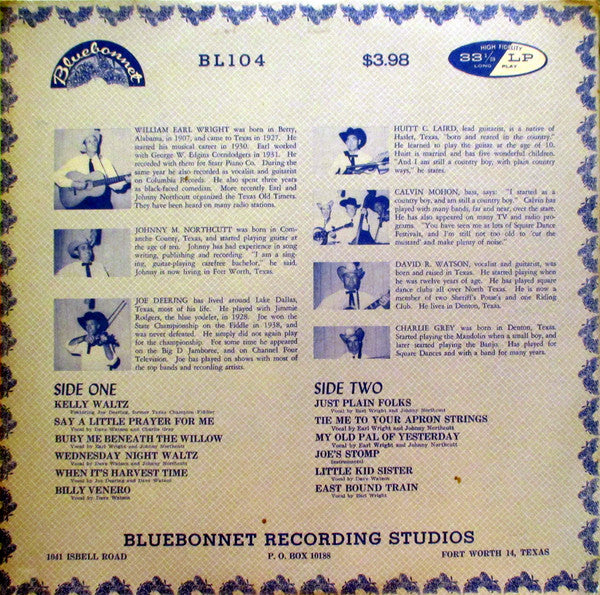 Bluebonnet
BL104
$3.98
HIGH FIDELITY
33 1/3 LP
LONG PLAY
WILLIAM EARL WRIGHT was born in Berry,
Alabama, in 1907, and came to Texas in 1927. He
started his musical career in 1930. Earl worked
with George W. Edgins Corndodgers in 1931. He
recorded with them for Starr Piano Co. During the
same year he also recorded as vocalist and guitarist
on Columbia Records. He also spent three years
as black-faced comedian. More recently Earl and
Johnny Northcutt organized the Texas Old Timers.
They have been heard on many radio stations.
JOHNNY M. NORTHCUTT was born in Com-
anche County, Texas, and started playing guitar at
the age of ten. Johnny has had experience in song
writing, publishing and recording. "I am a sing-
ing, guitar-playing carefree bachelor," he said.
Johnny is now living in Fort Worth, Texas.
JOE DEERING has lived around Lake Dallas,
Texas, most of his life. He played with Jimmie
Rodgers, the blue yodeler, in 1928. Joe won the
State Championship on the Fiddle in 1938, and
was never defeated. He simply did not again play
for the championship. For some time he appeared
on the Big D Jamboree, and on Channel Four
Television. Joe has played on shows with most of
the top bands and recording artists.
SIDE ONE
KELLY WALTZ
Featuring Joe Deering, former Texas Champion Fiddler
SAY A LITTLE PRAYER FOR ME
Vocal by Dave Watson and Charlie Grey
BURY ME BENEATH THE WILLOW
Vocal by Earl Wright and Johnny Northcutt
WEDNESDAY NIGHT WALTZ
Vocal by Dave Watson and Johnny Northcutt
WHEN IT'S HARVEST TIME
Vocal by Joe Deering and Dave Watson
BILLY VENERO
Vocal by Dave Watson
HUITT C. LAIRD, lead guitarist, is a native of
Haslet, Texas, "born and reared in the country."
He learned to play the guitar at the age of 10.
Huitt is married and has five wonderful children.
"And I am still a country boy, with plain country
ways," he states.
CALVIN MOHON, bass, says: "I started as a
country boy, and am still a country boy." Calvin has
played with many bands, far and near, over the state.
He has also appeared on many TV and radio pro-
grams. "You have seen me at lots of Square Dance
Festivals, and I'm still not too old to 'cut the
mustard' and make plenty of noise."
DAVID R. WATSON, vocalist and guitarist, was
born and raised in Texas. He started playing when
he was twelve years of age. He has played square
dance clubs all over North Texas. He is now a
member of two Sheriff's Posse's and one Riding
Club. He lives in Denton, Texas.
CHARLIE GREY was born in Denton, Texas.
Started playing the Mandolin when a small boy, and
later started playing the Banjo. Has played for
Square Dances and with a band for many years.
SIDE TWO
JUST PLAIN FOLKS
Vocal by Earl Wright and Johnny Northcutt
TIE ME TO YOUR APRON STRINGS
Vocal by Earl Wright and Johnny Northcutt
MY OLD PAL OF YESTERDAY
Vocal by Earl Wright and Johnny Northcutt
JOE'S STOMP
(Instrumental)
LITTLE KID SISTER
Vocal by Dave Watson
EAST BOUND TRAIN
Vocal by Earl Wright
BLUEBONNET RECORDING STUDIOS
1041 ISBELL ROAD P. O. BOX 10188 FORT WORTH 14, TEXAS